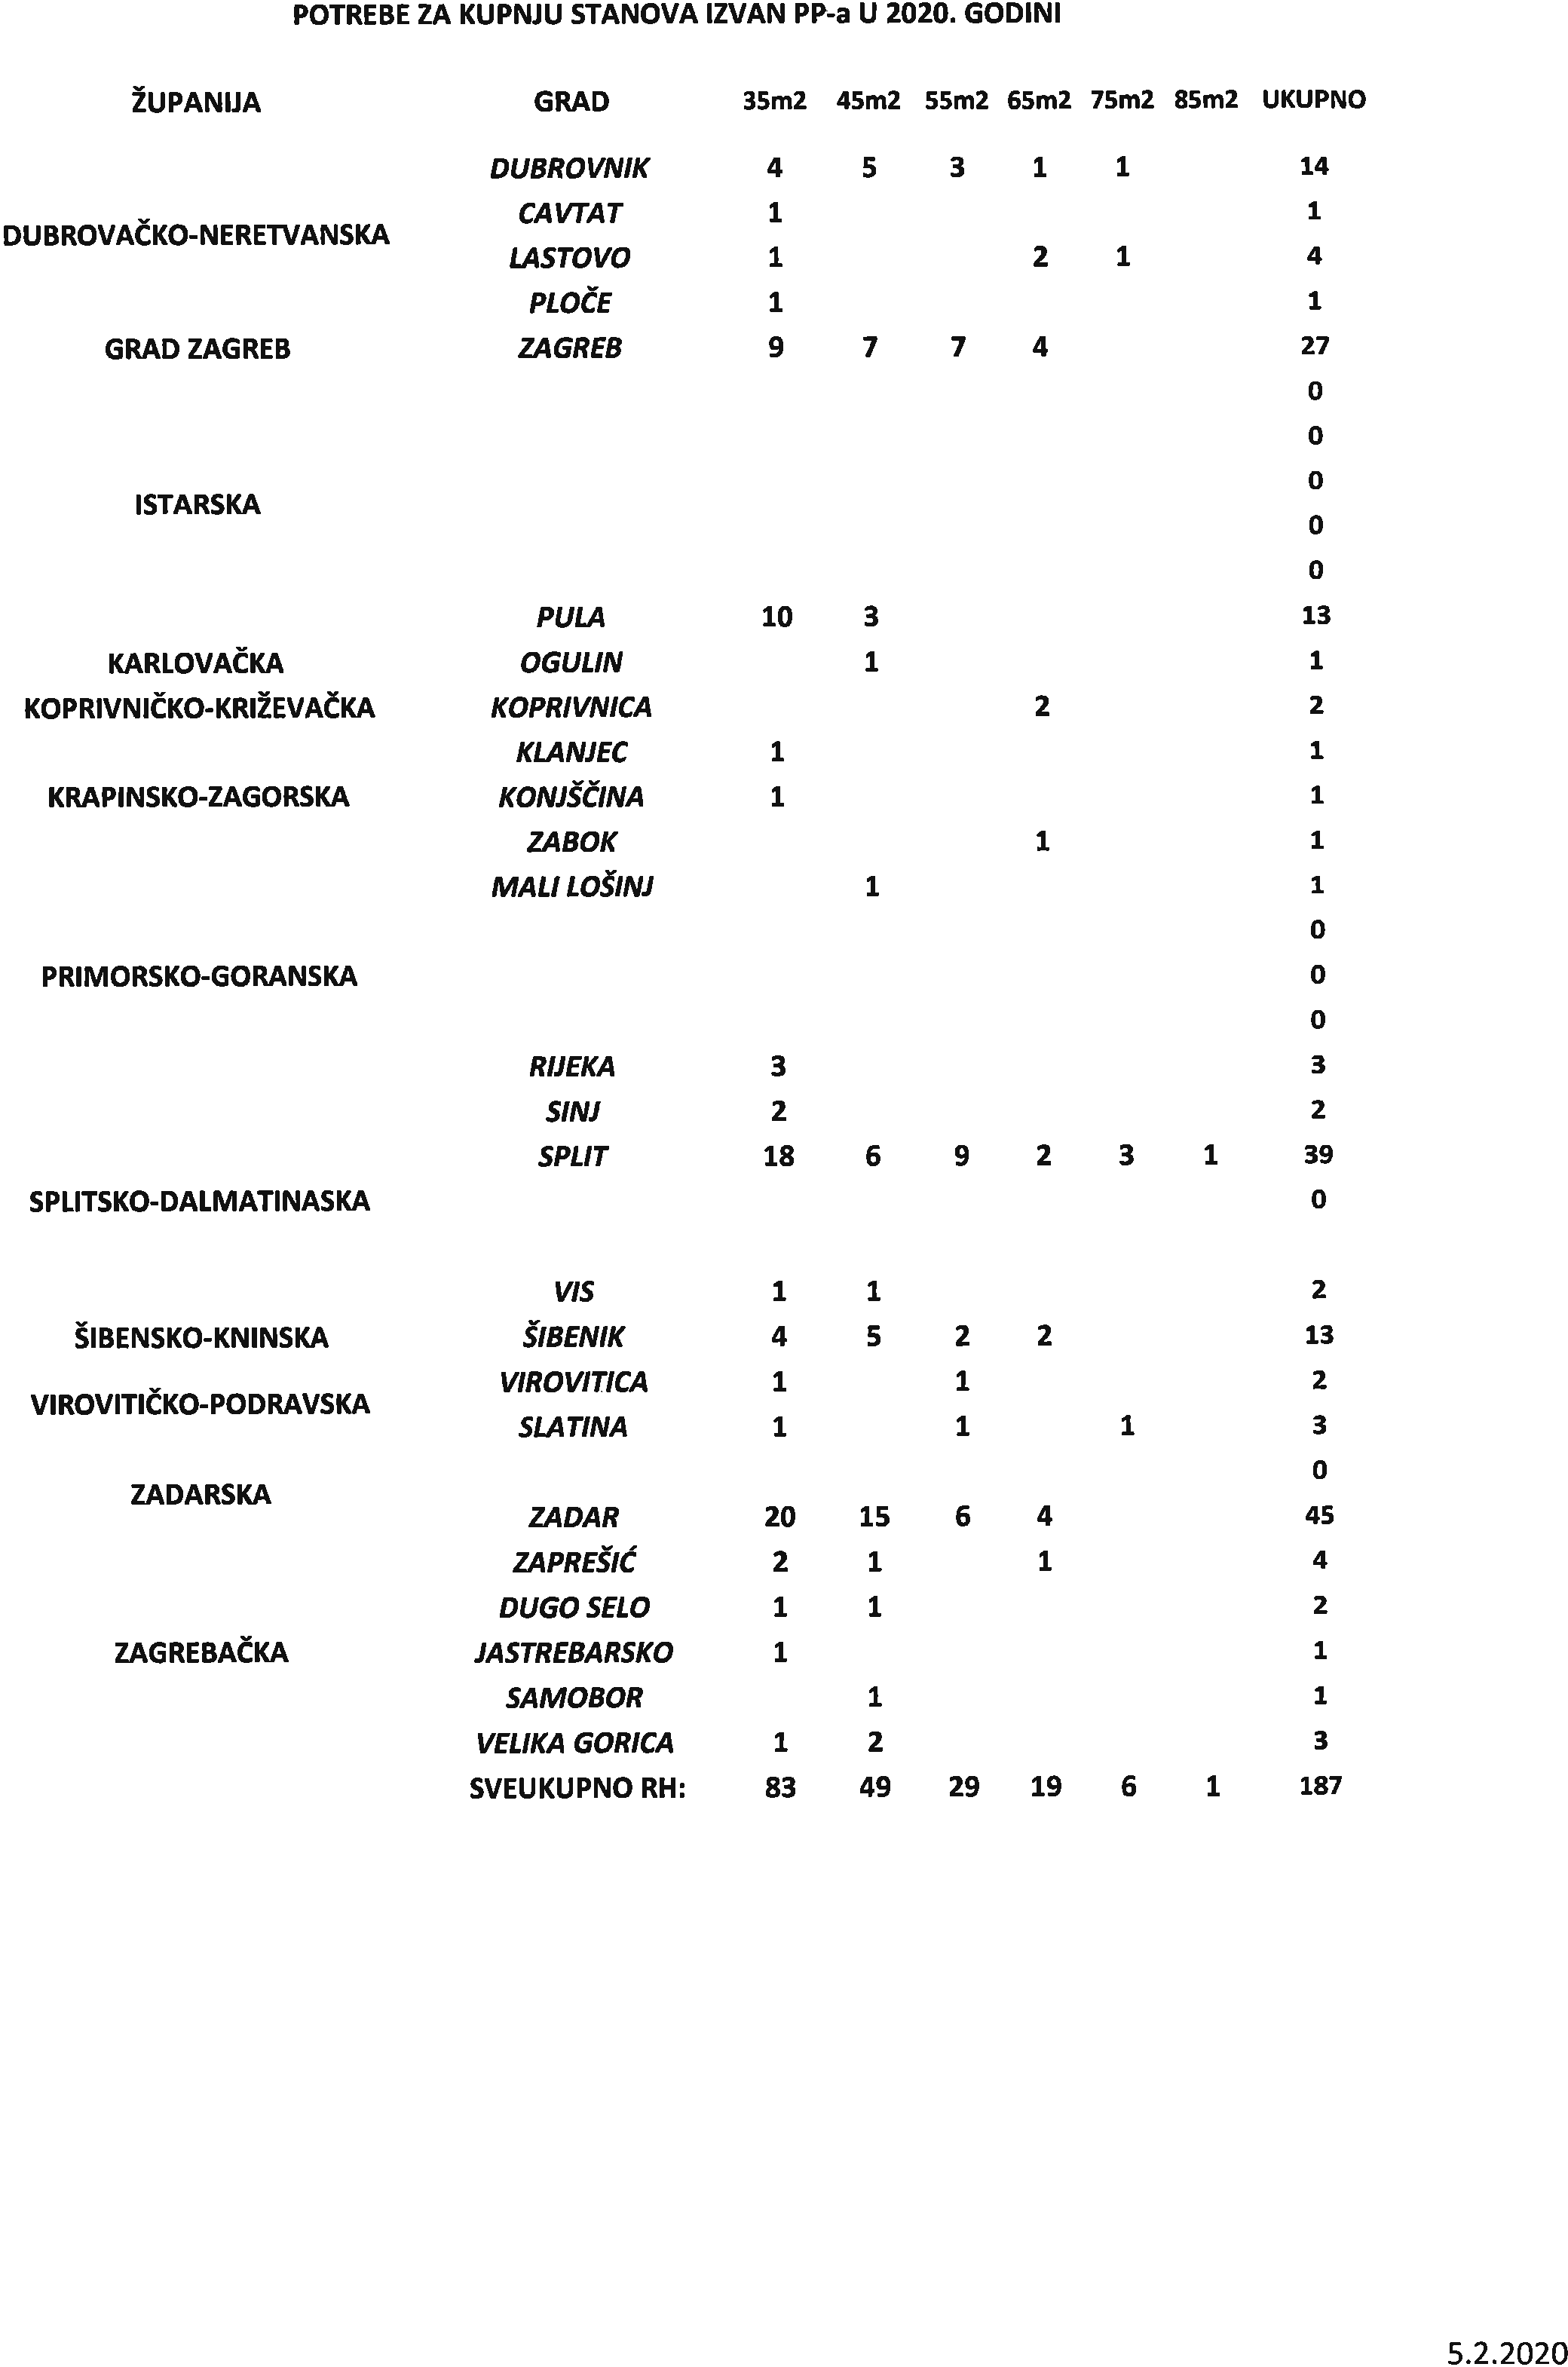 POTREBE ZA KUPNJU STANOVA IZVAN PP-a U 2020. GODINI
ŽUPANIJA GRAD 35m2 45m2 55m2 65m2 75m2 85m2 UKUPNO
DUBROVNIK 4 5 3 1 1 14
CAVTAT 1 1
DUBROVAČKO-NERETVANSKA
LASTOVO 1 2 1 4
PLOČE 1 1
GRAD ZAGREB ZAGREB 9 7 7 4 27
0
0
0
ISTARSKA
0
0
PULA 10 3 13
KARLOVAČKA OGULIN 1 1
KOPRIVNIČKO-KRIŽEVAČKA KOPRIVNICA 2 2
KLANJEC 1 1
KRAPINSKO-ZAGORSKA KONJŠČINA 1 1
ZABOK 1 1
MALI LOŠINJ 1 1
0
PRIMORSKO-GORANSKA 0
0
RIJEKA 3 3
SINJ 2 2
SPLIT 18 6 9 2 3 1 39
SPLITSKO-DALMATINASKA 0
VIS 1 1 2
ŠIBENSKO-KNINSKA ŠIBENIK 4 5 2 2 13
VIROVITICA 1 1 2
VIROVITIČKO-PODRAVSKA
SLATINA 1 1 1 3
0
ZADARSKA
ZADAR 20 15 6 4 45
ZAPREŠIĆ 2 1 1 4
DUGO SELO 1 1 2
ZAGREBAČKA JASTREBARSKO 1 1
SAMOBOR 1 1
VELIKA GORICA 1 2 3
SVEUKUPNO RH: 83 49 29 19 6 1 187
5.2.2020